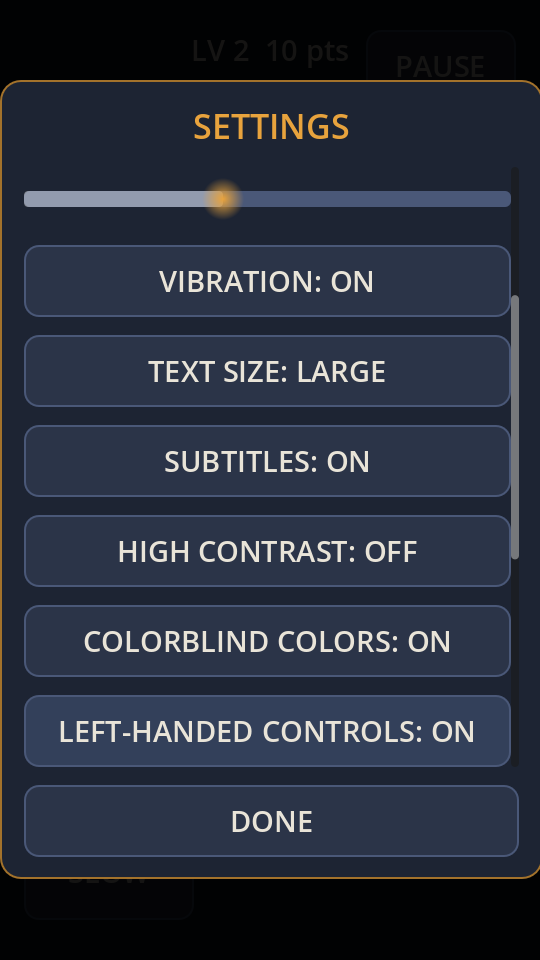 LV 2 10 pts
PAUSE
SETTINGS
VIBRATION: ON
TEXT SIZE: LARGE
SUBTITLES: ON
HIGH CONTRAST: OFF
COLORBLIND COLORS: ON
LEFT-HANDED CONTROLS: ON
DONE